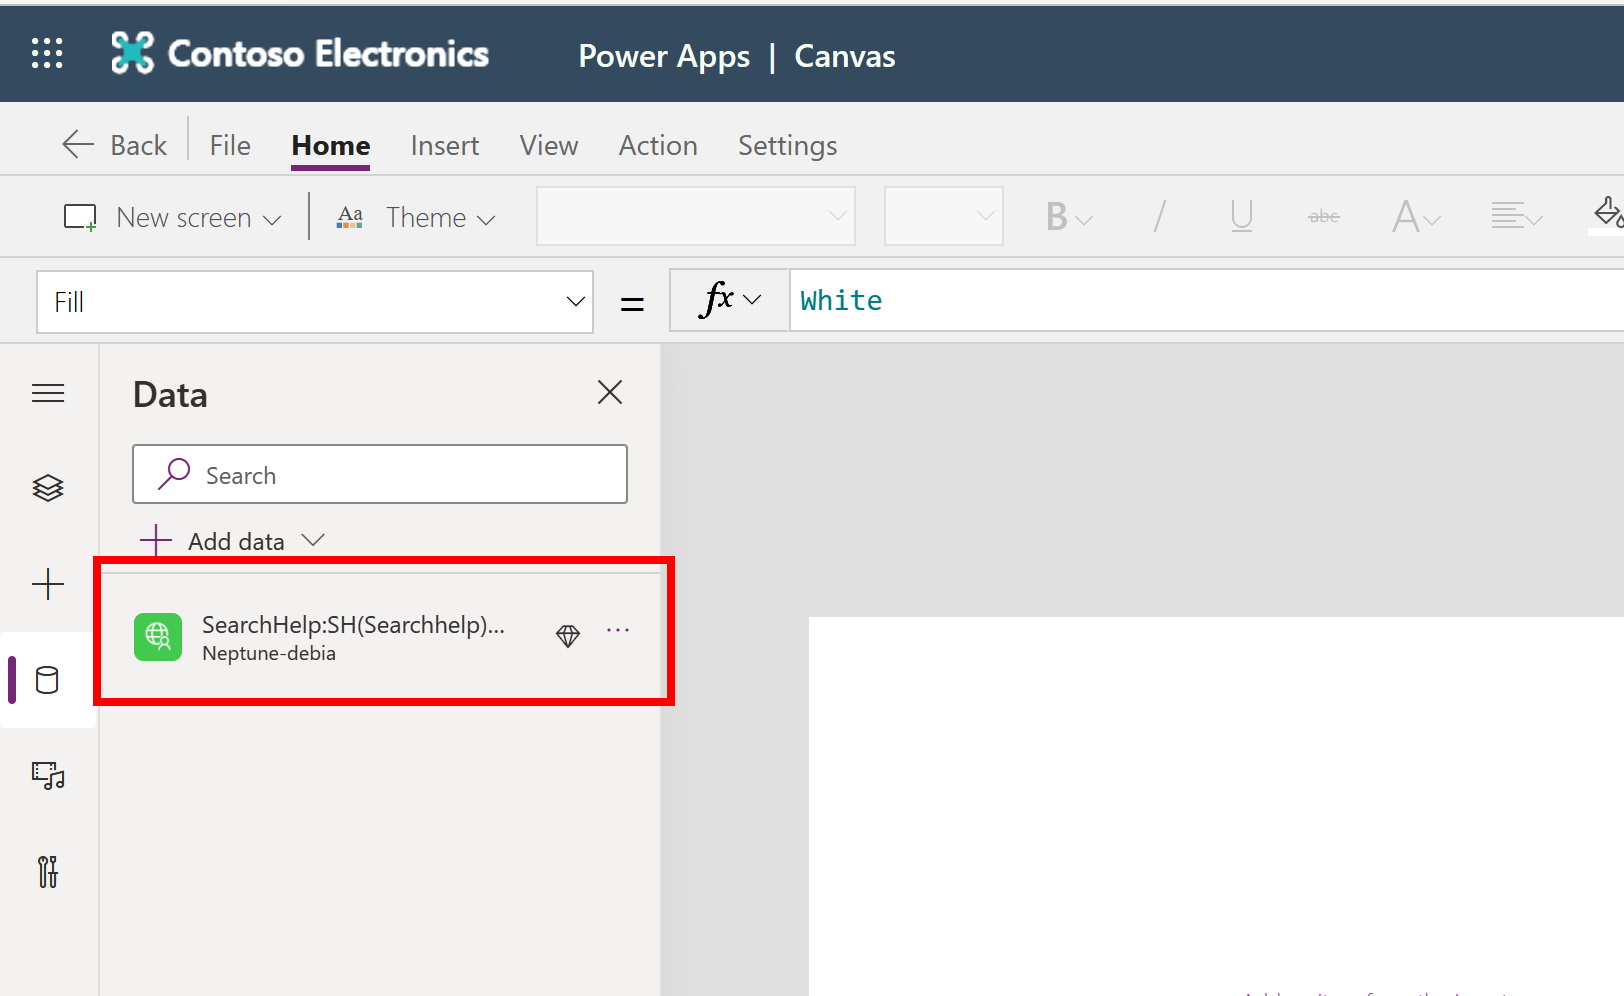 Contoso Electronics
Power Apps | Canvas
Back File Home Insert View Action Settings
New screen Aa Theme B / U abc A
Fill = fx White
Data
Search
Add data
SearchHelp:SH(Searchhelp)...
Neptune-debia